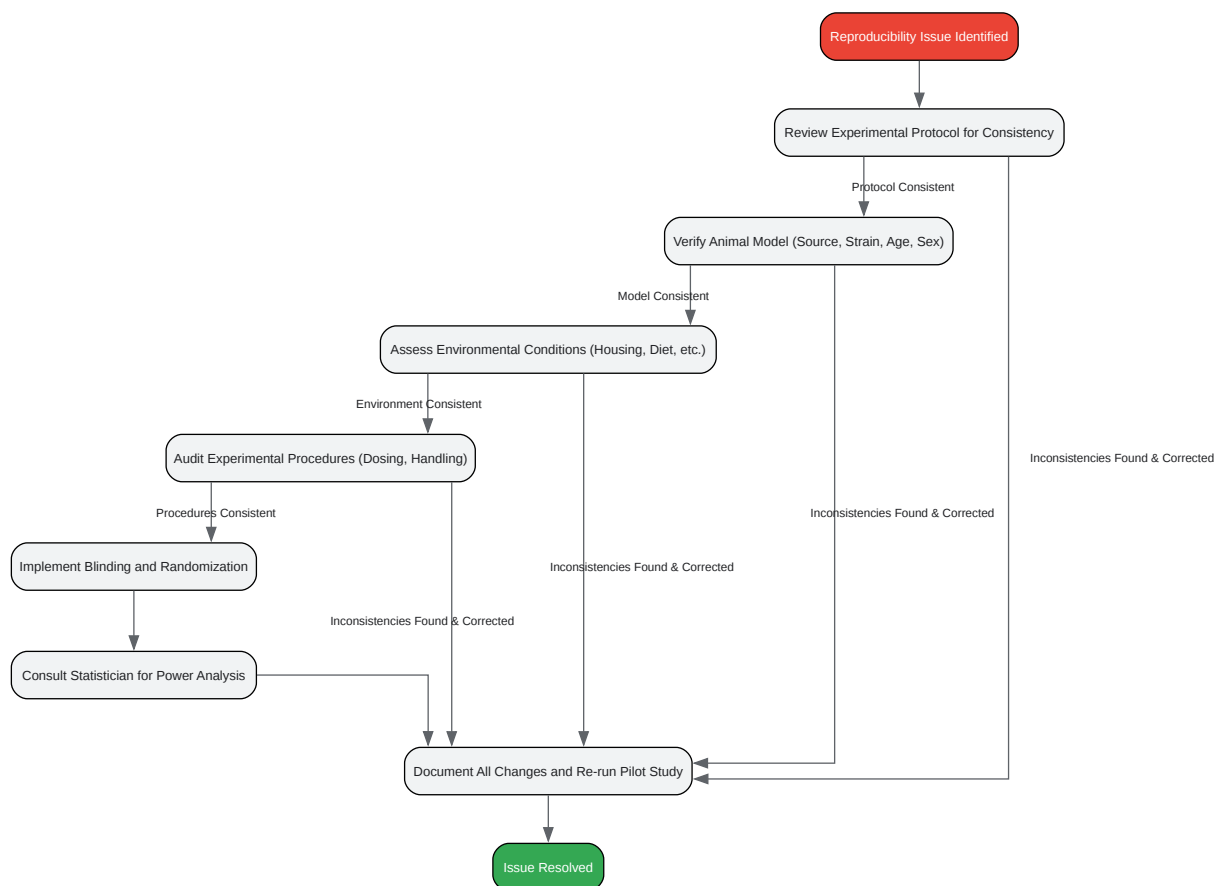 Reproducibility Issue Identified
Review Experimental Protocol for Consistency
Protocol Consistent
Verify Animal Model (Source, Strain, Age, Sex)
Model Consistent
Assess Environmental Conditions (Housing, Diet, etc.)
Environment Consistent
Audit Experimental Procedures (Dosing, Handling)
Inconsistencies Found & Corrected
Procedures Consistent
Inconsistencies Found & Corrected
Implement Blinding and Randomization
Inconsistencies Found & Corrected
Inconsistencies Found & Corrected
Consult Statistician for Power Analysis
Document All Changes and Re-run Pilot Study
Issue Resolved